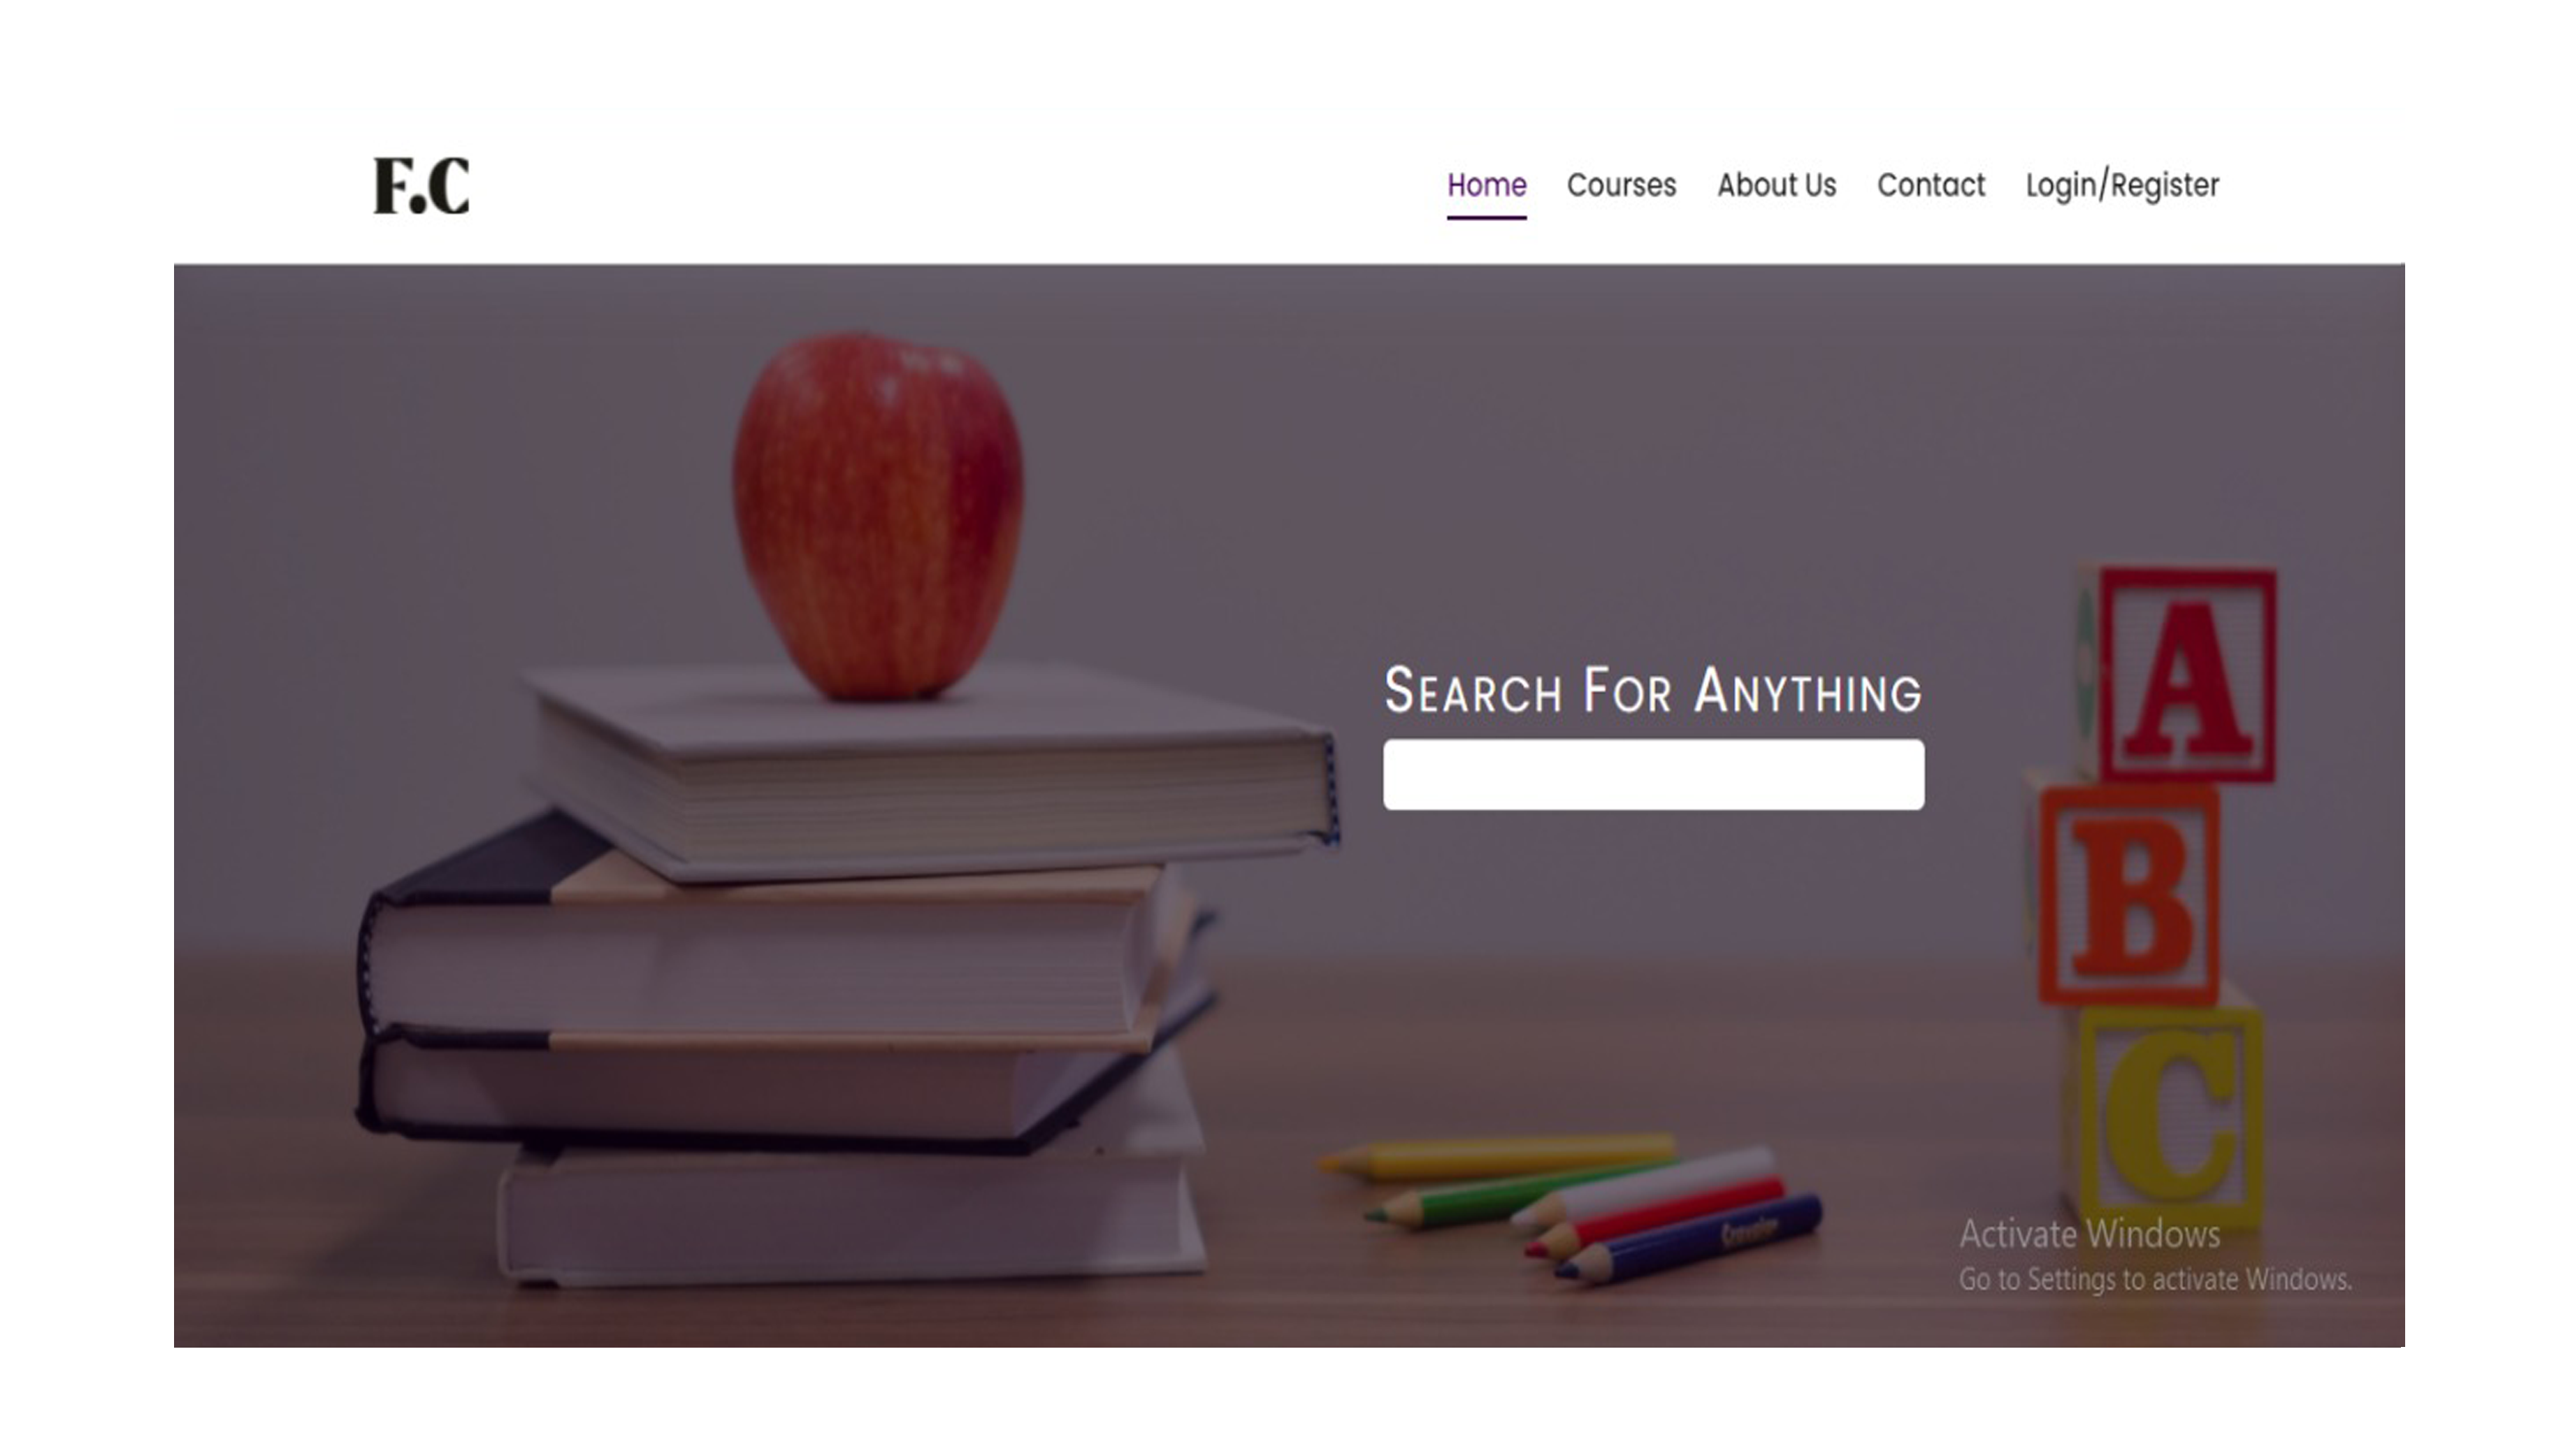 F.C
Home Courses About Us Contact Login/Register
SEARCH FOR ANYTHING
A
B
C
Activate Windows
Go to Settings to activate Windows.